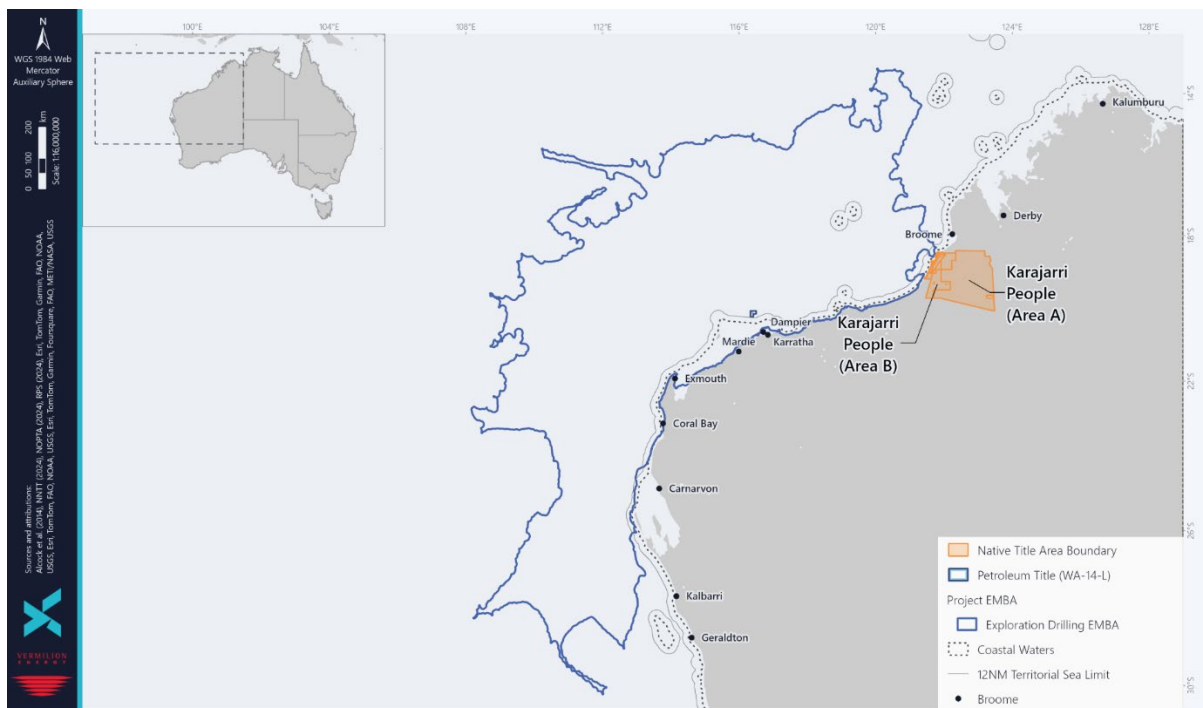 N
WGS 1984 Web
Mercator
Auxiliary Sphere
0 50 100 200
km
Scale: 1:16,000,000
Sources and attributions:
Alcock et al. (2014), NNTT (2024), NOPTA (2024), RPS (2024), Esri, TomTom, Garmin, FAO, NOAA,
USGS, Esri, TomTom, FAO, NOAA, USGS, Esri, TomTom, Garmin, Foursquare, FAO, METI/NASA, USGS
VERMILION
ENERGY
100°E
104°E
108°E
112°E
116°E
120°E
124°E
128°E
14°S
18°S
22°S
26°S
30°S
Kalumburu
Derby
Broome
Karajarri
People
(Area A)
Karajarri
People
(Area B)
Dampier
Karratha
Mardie
Exmouth
Coral Bay
Carnarvon
Kalbarri
Geraldton
Native Title Area Boundary
Petroleum Title (WA-14-L)
Project EMBA
Exploration Drilling EMBA
Coastal Waters
12NM Territorial Sea Limit
Broome